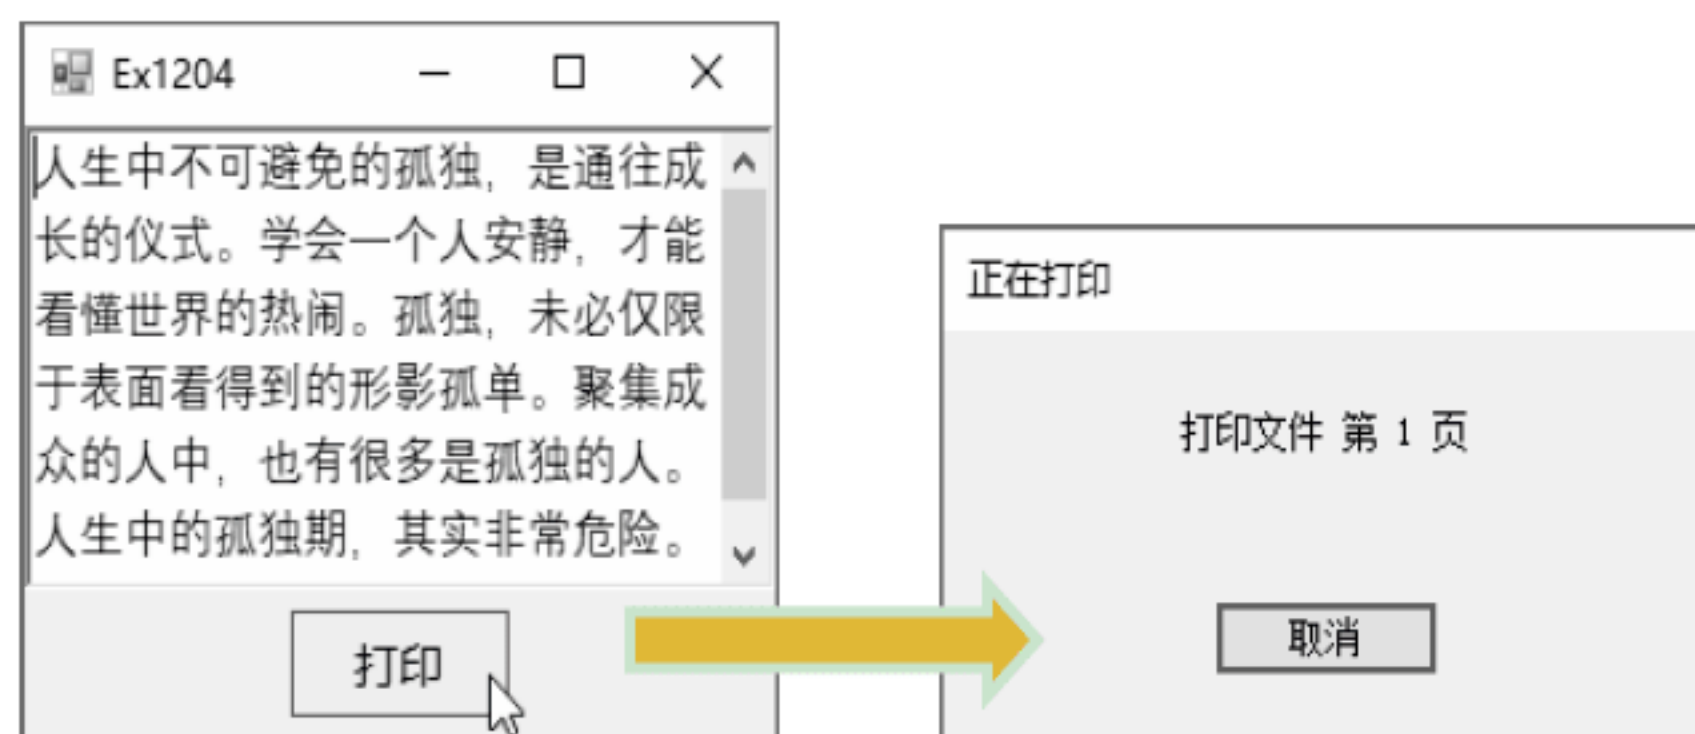 Ex1204
人生中不可避免的孤独，是通往成
长的仪式。学会一个人安静，才能
看懂世界的热闹。孤独，未必仅限
于表面看得到的形影孤单。聚集成
众的人中，也有很多是孤独的人。
人生中的孤独期，其实非常危险。
打印
正在打印
打印文件 第 1 页
取消